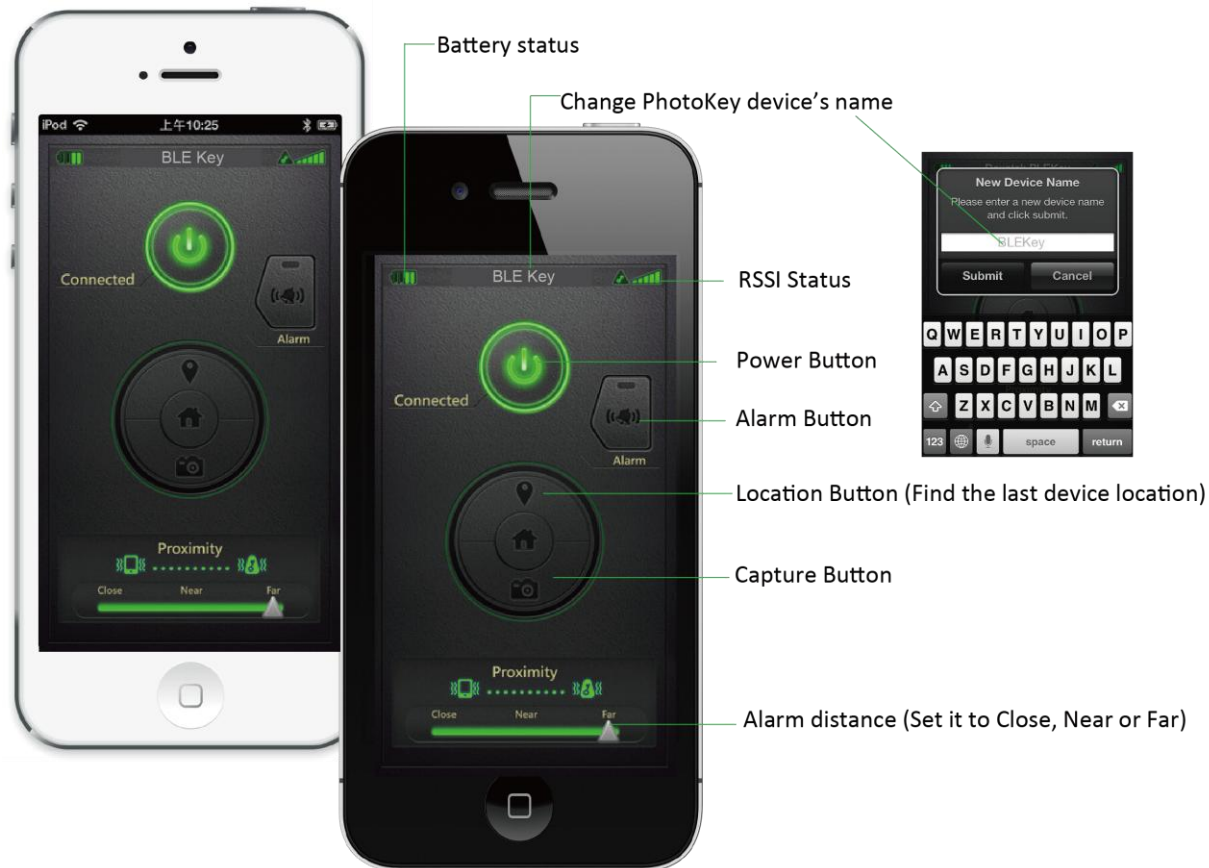 Battery status
Change PhotoKey device's name
iPod 上午10:25
BLE Key
Connected
Alarm
Proximity
Close Near Far
BLE Key
Connected
Alarm
Proximity
Close Near Far
RSSI Status
Power Button
Alarm Button
Location Button (Find the last device location)
Capture Button
Alarm distance (Set it to Close, Near or Far)
New Device Name
Please enter a new device name
and click submit.
BLEKey
Submit Cancel
Q W E R T Y U I O P
A S D F G H J K L
Z X C V B N M
123 space return